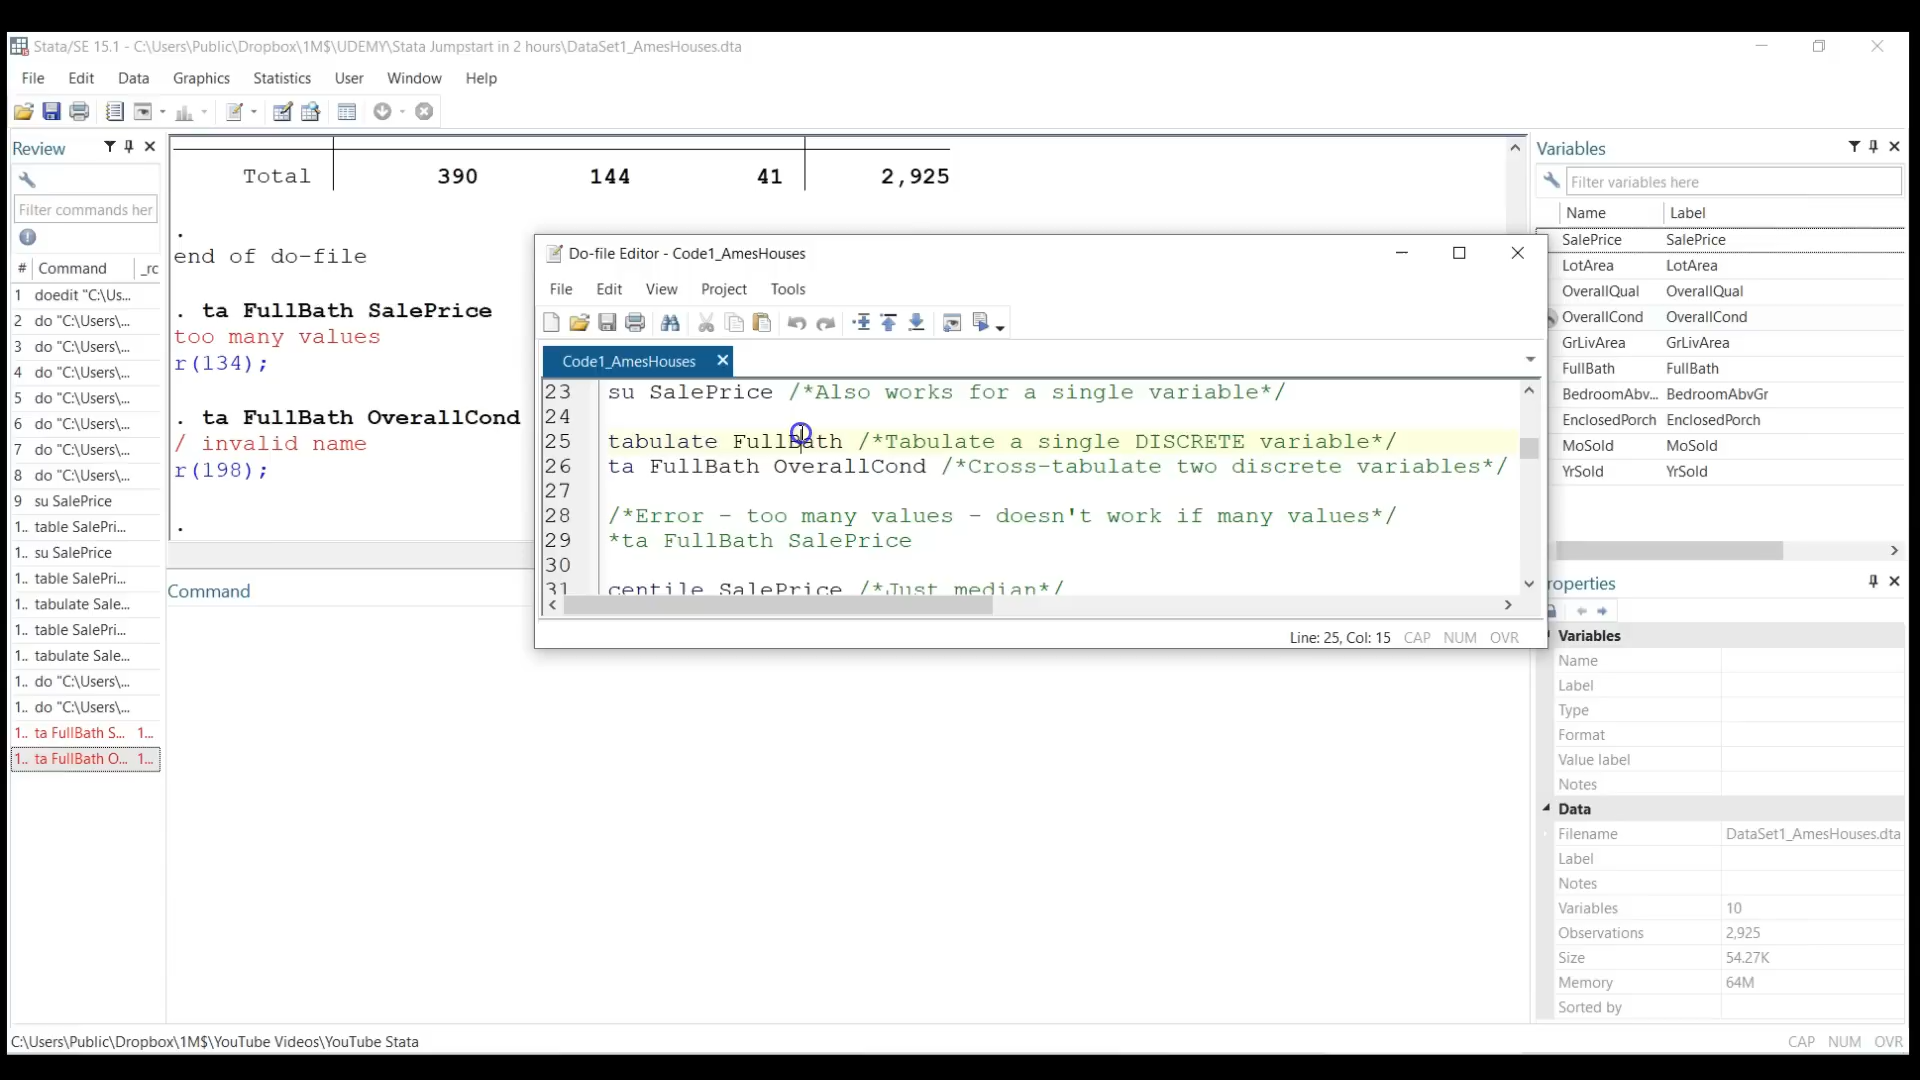 Stata/SE 15.1 - C:\Users\Public\Dropbox\1M$\UDEMY\Stata Jumpstart in 2 hours\DataSet1_AmesHouses.dta
File Edit Data Graphics Statistics User Window Help
Review
Filter commands her
# Command _rc
1 doedit "C:\Us...
2 do "C:\Users\...
3 do "C:\Users\...
4 do "C:\Users\...
5 do "C:\Users\...
6 do "C:\Users\...
7 do "C:\Users\...
8 do "C:\Users\...
9 su SalePrice
1.. table SalePri...
1.. su SalePrice
1.. table SalePri...
1.. tabulate Sale...
1.. table SalePri...
1.. tabulate Sale...
1.. do "C:\Users\...
1.. do "C:\Users\...
1.. ta FullBath S... 1...
1.. ta FullBath O... 1...
Total 390 144 41 2,925
.
end of do-file
. ta FullBath SalePrice
too many values
r(134);
. ta FullBath OverallCond
/ invalid name
r(198);
.
Command
Do-file Editor - Code1_AmesHouses
File Edit View Project Tools
Code1_AmesHouses
23 su SalePrice /*Also works for a single variable*/
24
25 tabulate FullBath /*Tabulate a single DISCRETE variable*/
26 ta FullBath OverallCond /*Cross-tabulate two discrete variables*/
27
28 /*Error - too many values - doesn't work if many values*/
29 *ta FullBath SalePrice
30
31 centile SalePrice /*Just median*/
Line: 25, Col: 15 CAP NUM OVR
Variables
Filter variables here
Name Label
SalePrice SalePrice
LotArea LotArea
OverallQual OverallQual
OverallCond OverallCond
GrLivArea GrLivArea
FullBath FullBath
BedroomAbv... BedroomAbvGr
EnclosedPorch EnclosedPorch
MoSold MoSold
YrSold YrSold
roperties
Variables
Name
Label
Type
Format
Value label
Notes
Data
Filename DataSet1_AmesHouses.dta
Label
Notes
Variables 10
Observations 2,925
Size 54.27K
Memory 64M
Sorted by
C:\Users\Public\Dropbox\1M$\YouTube Videos\YouTube Stata
CAP NUM OVR